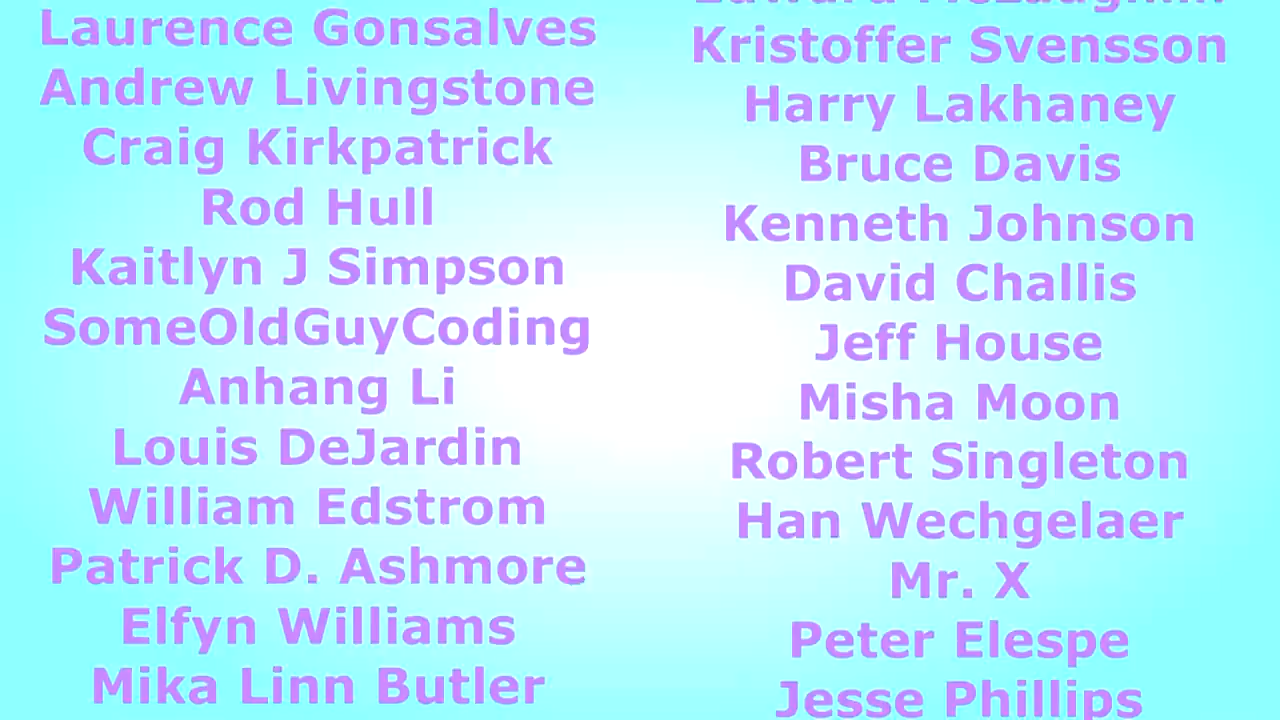 Laurence Gonsalves
Andrew Livingstone
Craig Kirkpatrick
Rod Hull
Kaitlyn J Simpson
SomeOldGuyCoding
Anhang Li
Louis DeJardin
William Edstrom
Patrick D. Ashmore
Elfyn Williams
Mika Linn Butler
Kristoffer Svensson
Harry Lakhaney
Bruce Davis
Kenneth Johnson
David Challis
Jeff House
Misha Moon
Robert Singleton
Han Wechgelaer
Mr. X
Peter Elespe
Jesse Phillips